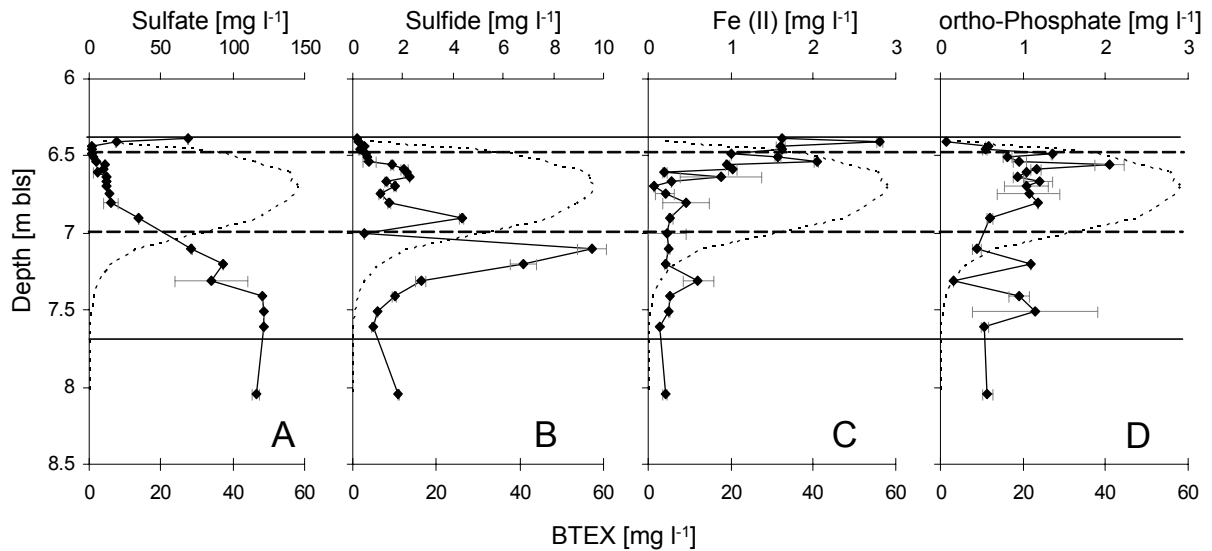 Sulfate [mg l-1] Sulfide [mg l-1] Fe (II) [mg l-1] ortho-Phosphate [mg l-1]
0 50 100 150 0 2 4 6 8 10 0 1 2 3 0 1 2 3
6
6.5
7
7.5
8
8.5
Depth [m bls]
A B C D
0 20 40 60 0 20 40 60 0 20 40 60 0 20 40 60
BTEX [mg l-1]